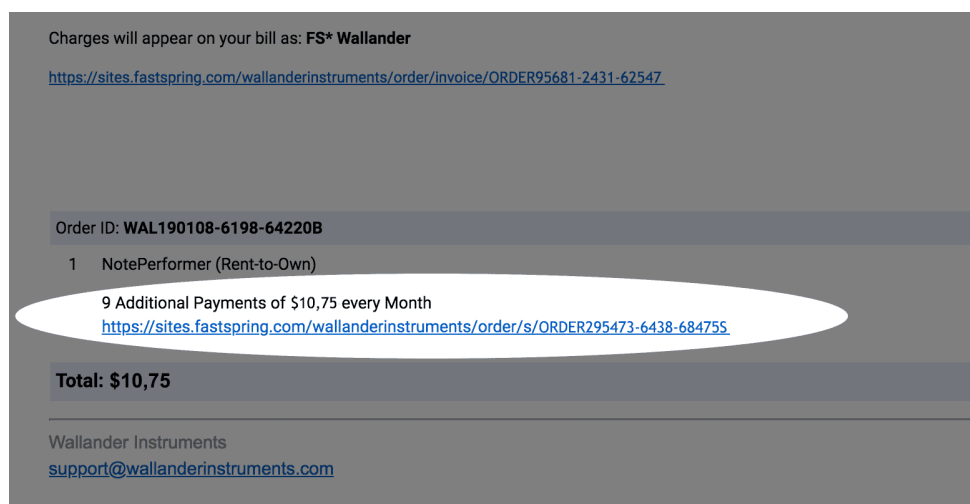 Charges will appear on your bill as: FS* Wallander
https://sites.fastspring.com/wallanderinstruments/order/invoice/ORDER95681-2431-62547
Order ID: WAL190108-6198-64220B
1 NotePerformer (Rent-to-Own)
9 Additional Payments of $10,75 every Month
https://sites.fastspring.com/wallanderinstruments/order/s/ORDER295473-6438-68475S
Total: $10,75
Wallander Instruments
support@wallanderinstruments.com